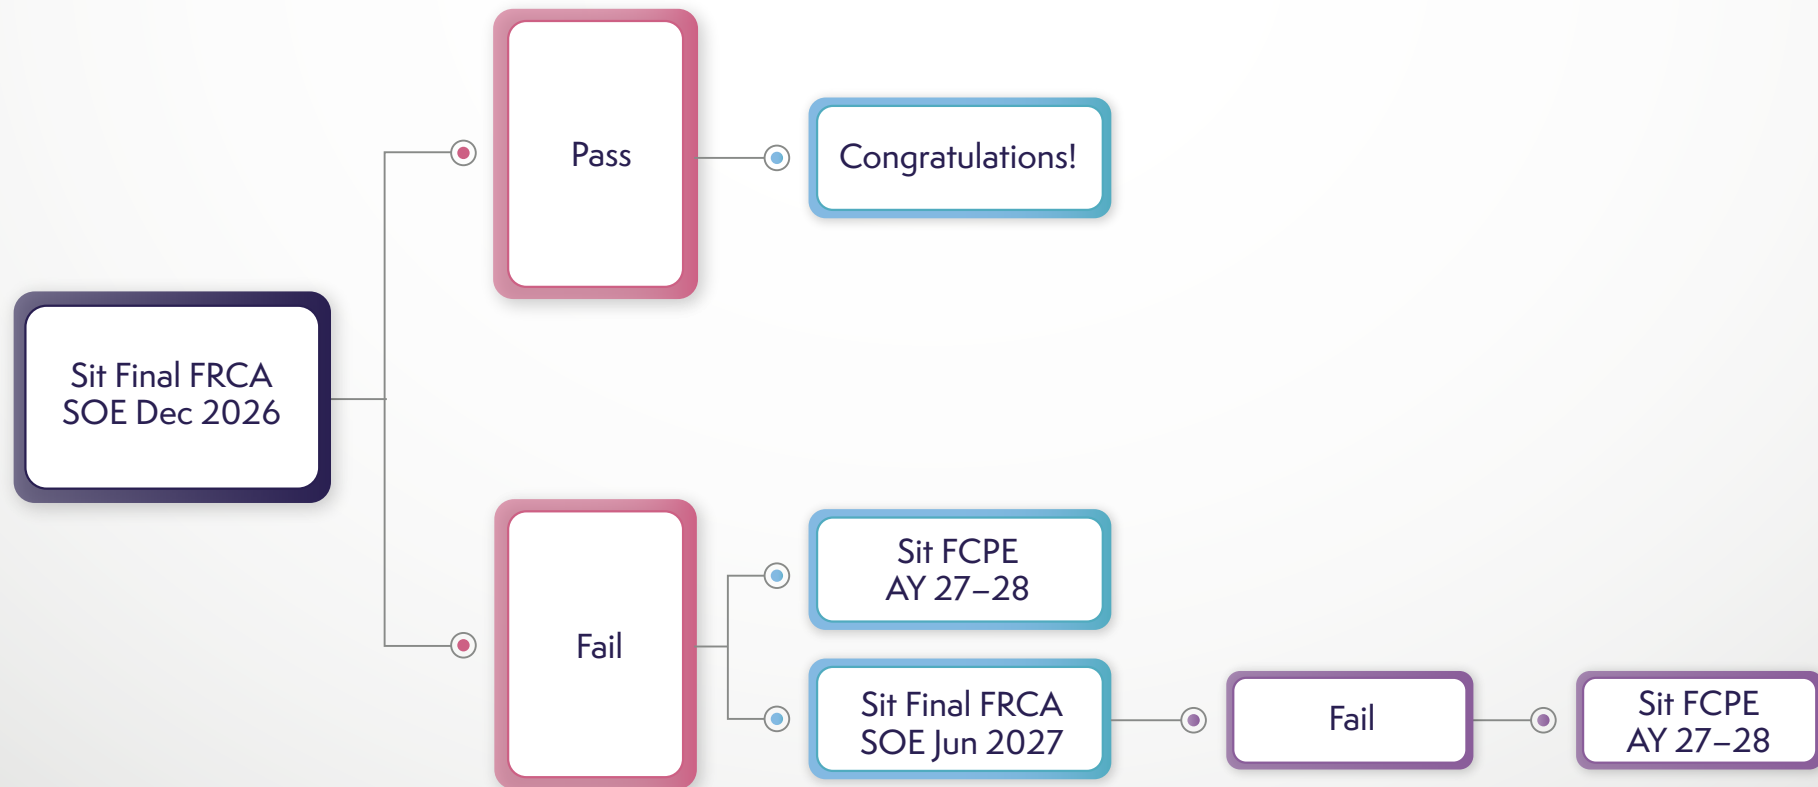 Pass
Congratulations!
Sit Final FRCA
SOE Dec 2026
Fail
Sit FCPE
AY 27–28
Sit Final FRCA
SOE Jun 2027
Fail
Sit FCPE
AY 27–28